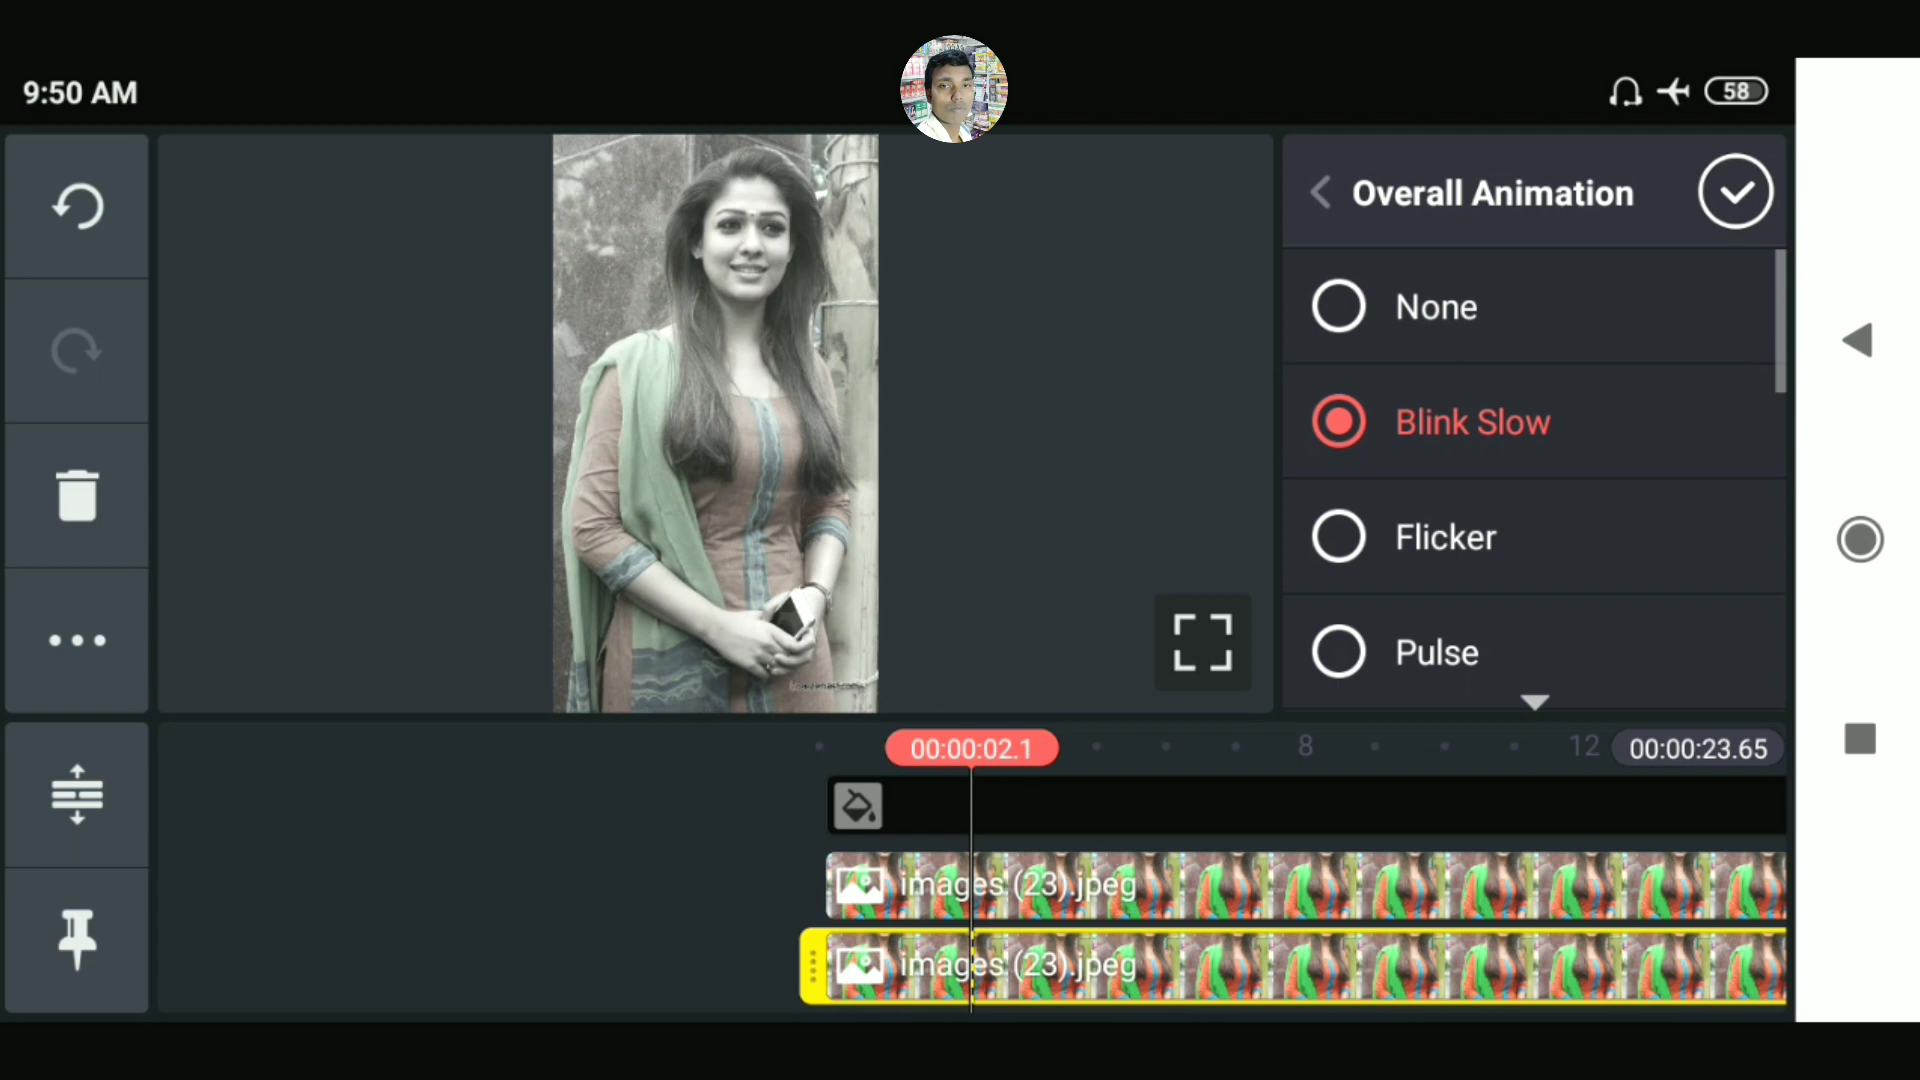 9:50 AM
58
Overall Animation
None
Blink Slow
Flicker
Pulse
00:00:02.1
8
12
00:00:23.65
images (23).jpeg
images (23).jpeg